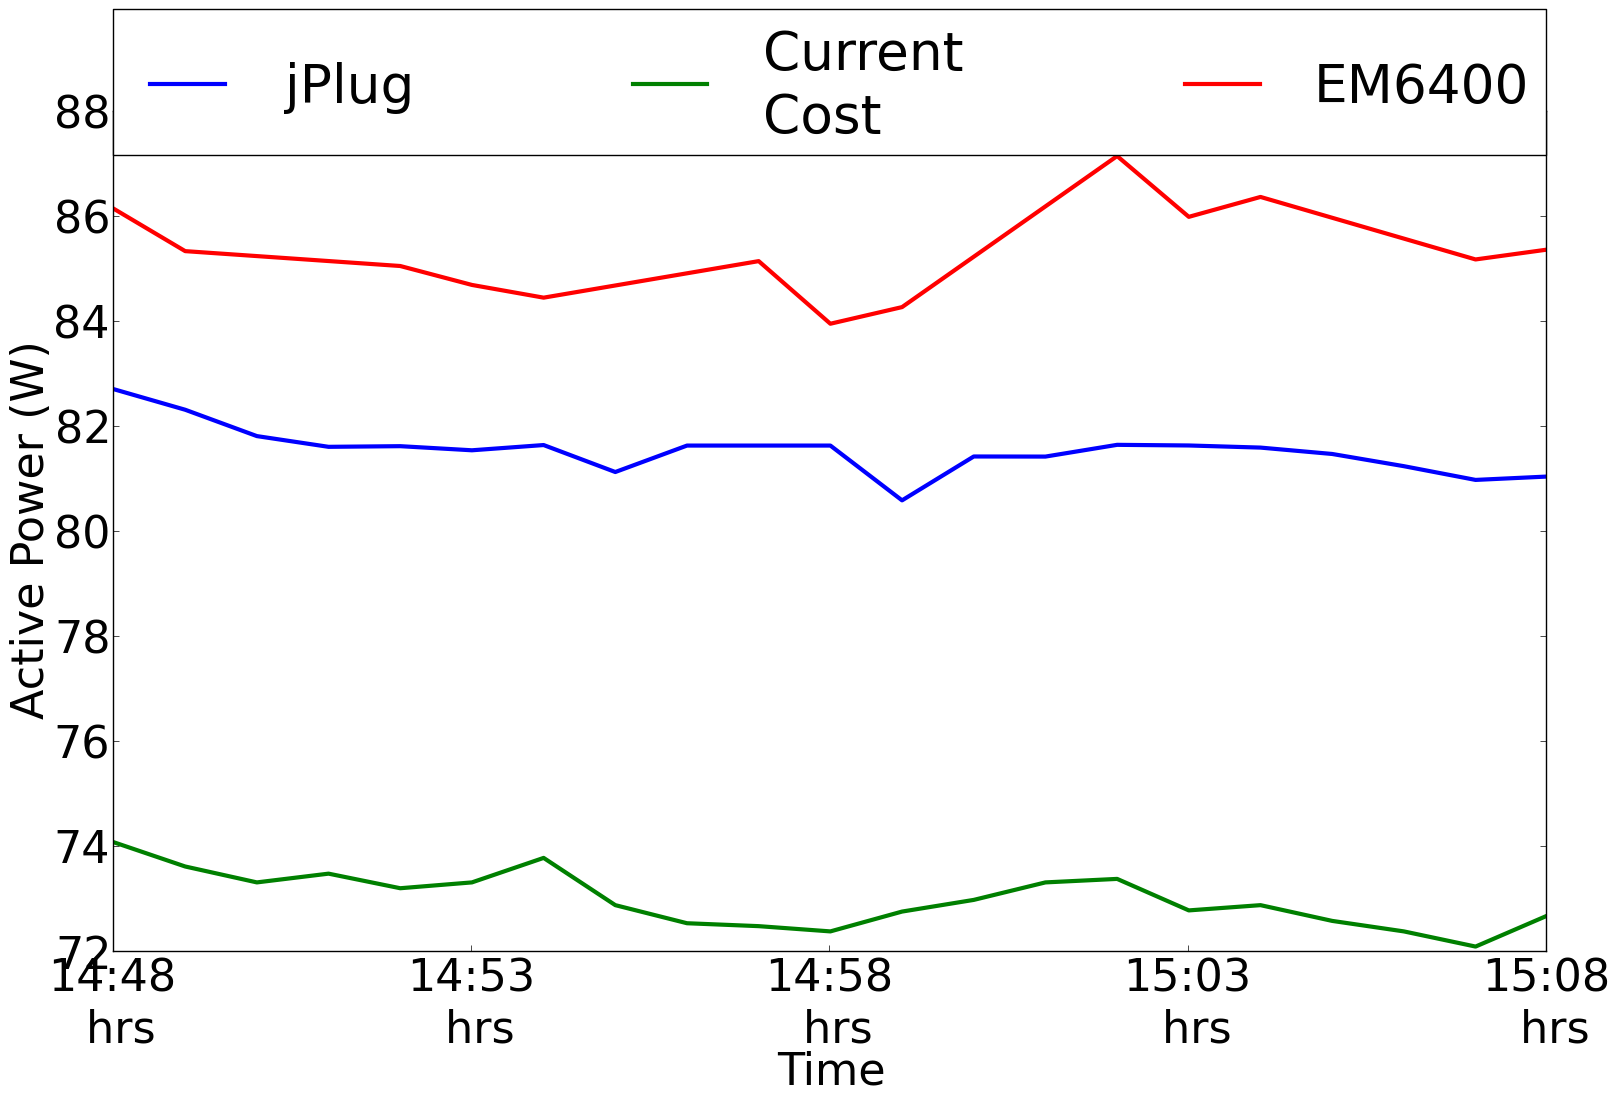 jPlug
Current
Cost
EM6400
88
86
84
82
80
78
76
74
72
Active Power (W)
14:48
hrs
14:53
hrs
14:58
hrs
15:03
hrs
15:08
hrs
Time